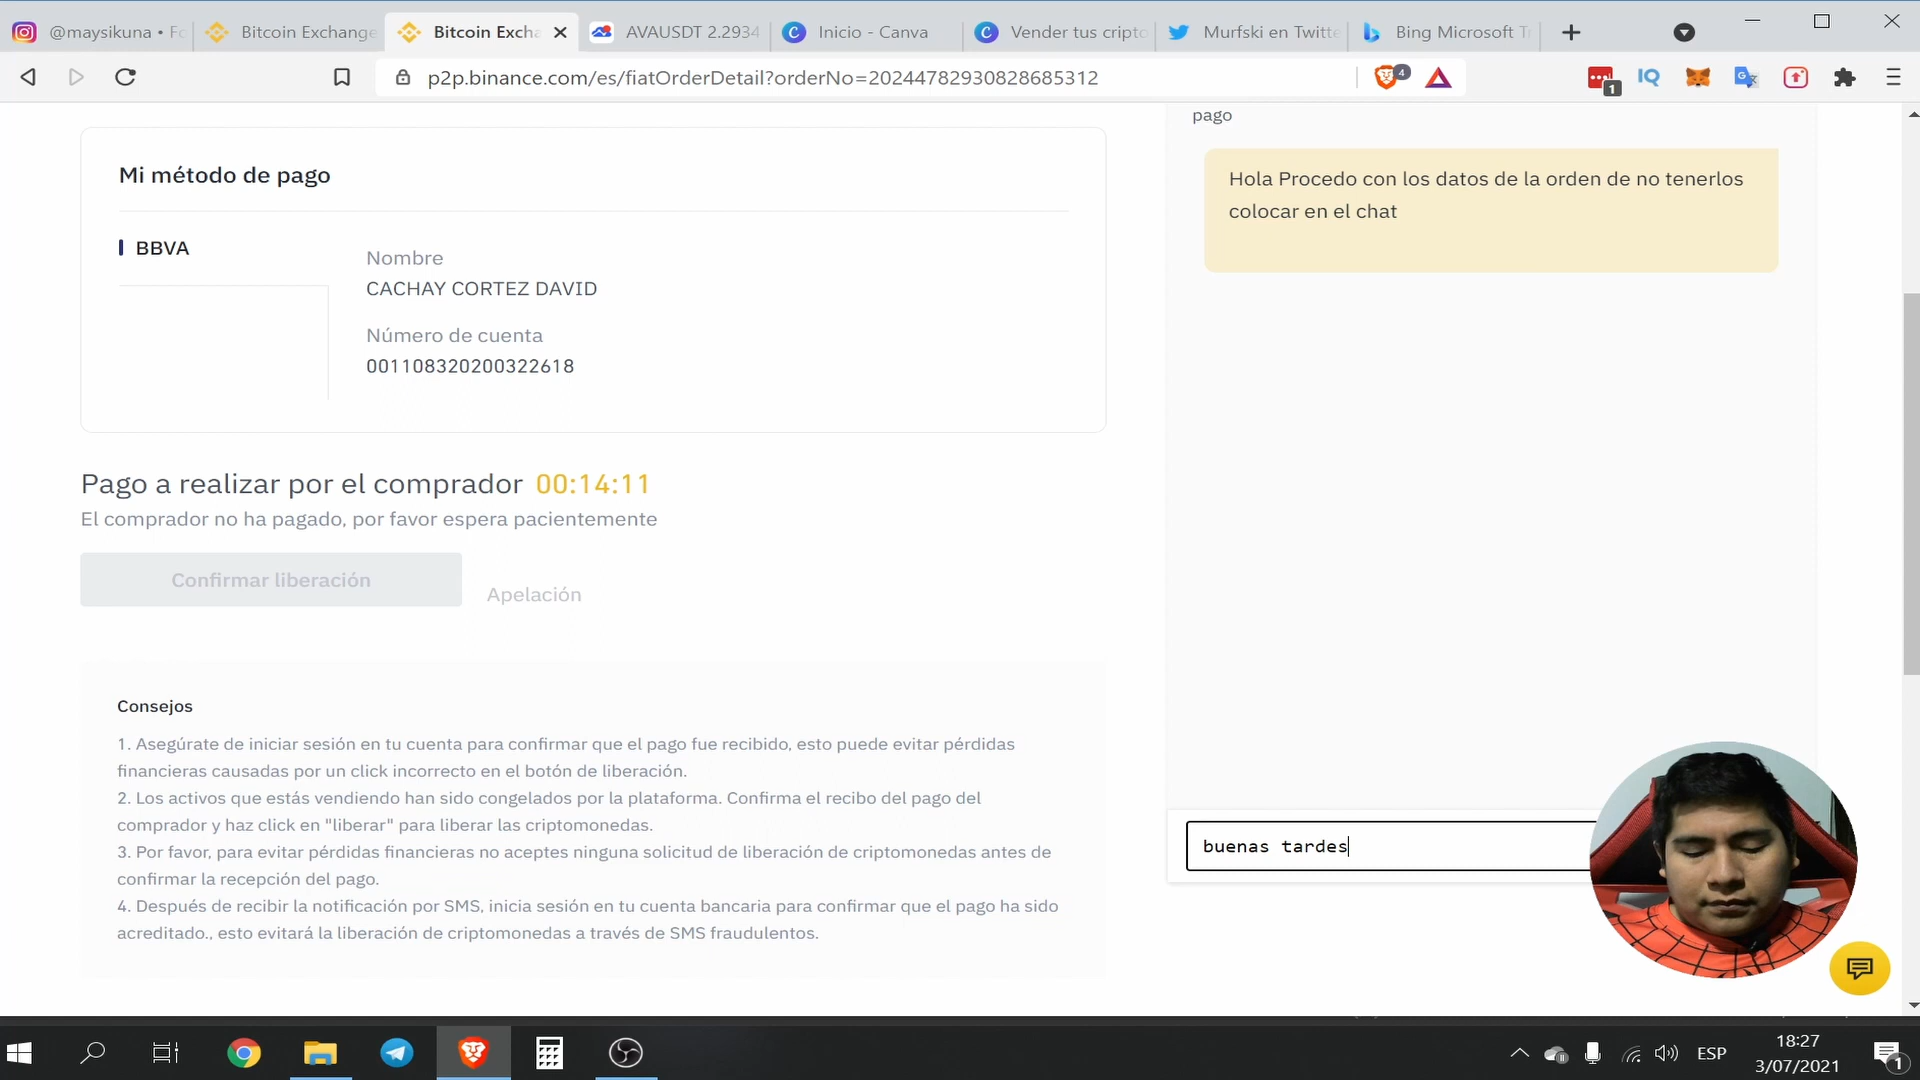 @maysikuna • Fo
Bitcoin Exchange
Bitcoin Excha
AVAUSDT 2.2934
Inicio - Canva
Vender tus cripto
Murfski en Twitte
Bing Microsoft Tr
p2p.binance.com/es/fiatOrderDetail?orderNo=20244782930828685312
4
1
IQ
pago
Hola Procedo con los datos de la orden de no tenerlos
colocar en el chat
Mi método de pago
BBVA
Nombre
CACHAY CORTEZ DAVID
Número de cuenta
001108320200322618
Pago a realizar por el comprador 00:14:11
El comprador no ha pagado, por favor espera pacientemente
Confirmar liberación
Apelación
Consejos
1. Asegúrate de iniciar sesión en tu cuenta para confirmar que el pago fue recibido, esto puede evitar pérdidas
financieras causadas por un click incorrecto en el botón de liberación.
2. Los activos que estás vendiendo han sido congelados por la plataforma. Confirma el recibo del pago del
comprador y haz click en "liberar" para liberar las criptomonedas.
3. Por favor, para evitar pérdidas financieras no aceptes ninguna solicitud de liberación de criptomonedas antes de
confirmar la recepción del pago.
4. Después de recibir la notificación por SMS, inicia sesión en tu cuenta bancaria para confirmar que el pago ha sido
acreditado., esto evitará la liberación de criptomonedas a través de SMS fraudulentos.
buenas tardes
ESP
18:27
3/07/2021
1